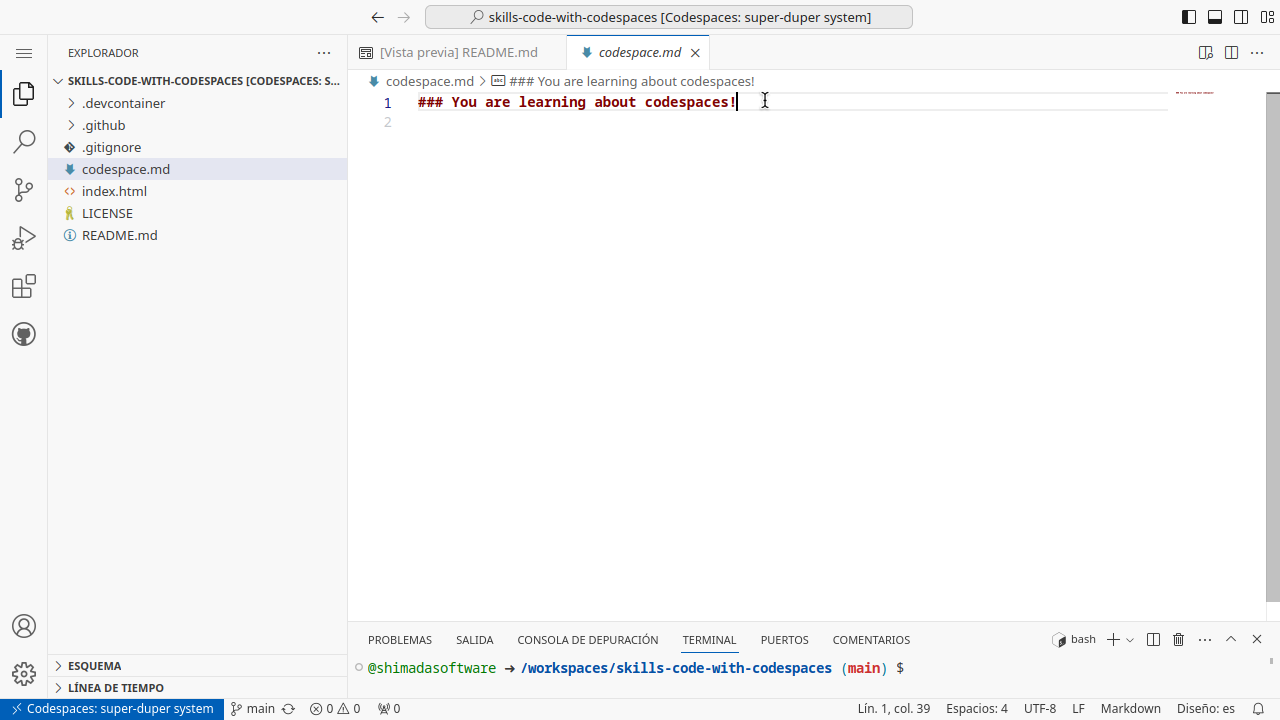 skills-code-with-codespaces [Codespaces: super-duper system]
EXPLORADOR
SKILLS-CODE-WITH-CODESPACES [CODESPACES: S...
.devcontainer
.github
.gitignore
codespace.md
index.html
LICENSE
README.md
ESQUEMA
LÍNEA DE TIEMPO
[Vista previa] README.md
codespace.md
codespace.md
### You are learning about codespaces!
1
### You are learning about codespaces!
2
PROBLEMAS
SALIDA
CONSOLA DE DEPURACIÓN
TERMINAL
PUERTOS
COMENTARIOS
bash
@shimadasoftware ➜ /workspaces/skills-code-with-codespaces (main) $
Codespaces: super-duper system
main
0
0
0
Lín. 1, col. 39
Espacios: 4
UTF-8
LF
Markdown
Diseño: es